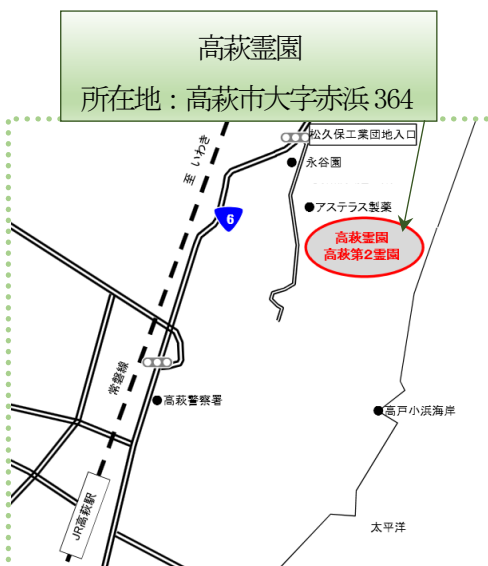 高萩霊園
所在地：高萩市大字赤浜 364
松久保工業団地入口
至 いわき
永谷園
アステラス製薬
6
高萩霊園
高萩第2霊園
常磐線
高萩警察署
高戸小浜海岸
JR高萩駅
太平洋